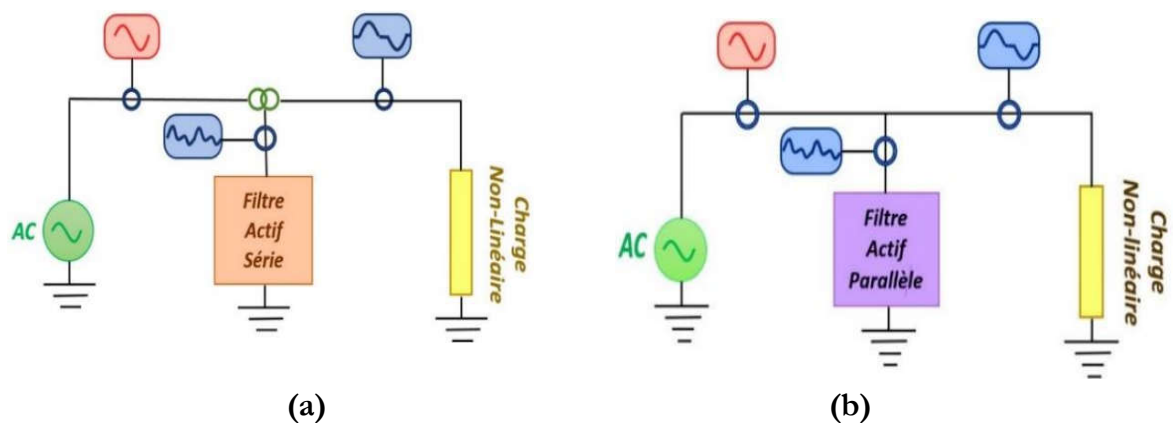 AC
Filtre
Actif
Série
Charge
Non-Linéaire
(a)
AC
Filtre
Actif
Parallèle
Charge
Non-linéaire
(b)